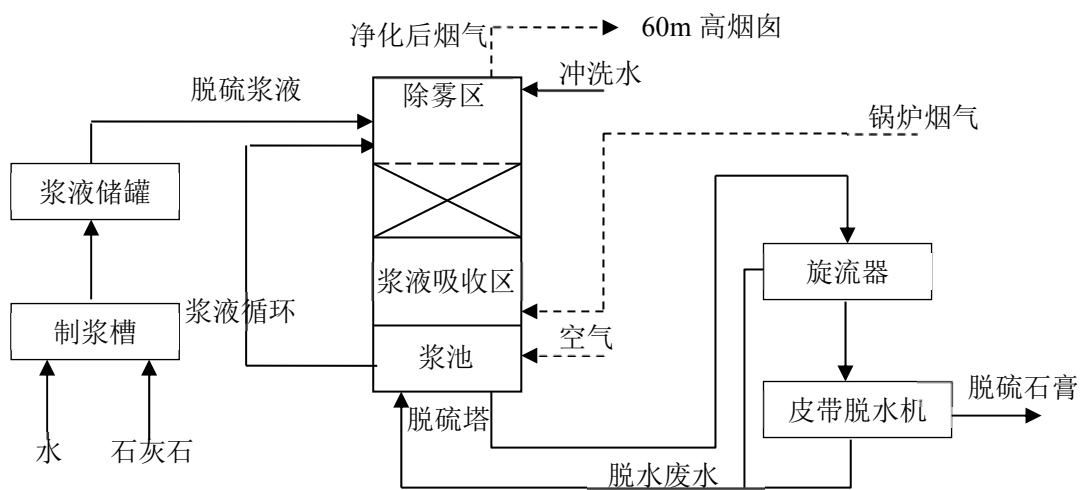 净化后烟气
60m 高烟囱
脱硫浆液
除雾区
冲洗水
锅炉烟气
浆液储罐
旋流器
浆液吸收区
浆液循环
制浆槽
空气
浆池
脱硫石膏
皮带脱水机
脱硫塔
水
石灰石
脱水废水